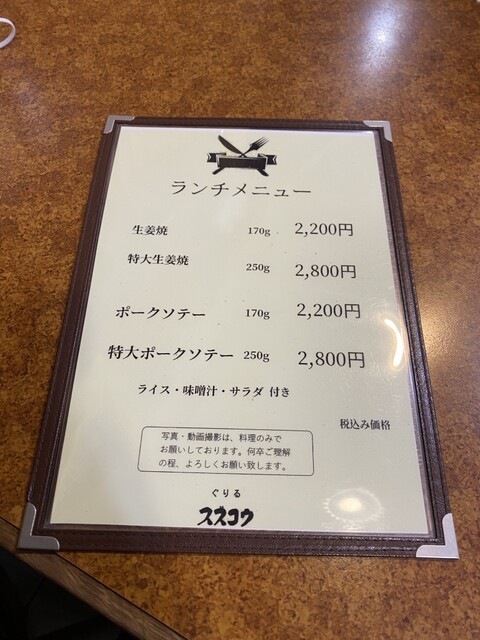 ランチメニュー
生姜焼 170g 2,200円
特大生姜焼 250g 2,800円
ポークソテー 170g 2,200円
特大ポークソテー 250g 2,800円
ライス・味噌汁・サラダ 付き
税込み価格
写真・動画撮影は、料理のみで
お願いしております。何卒ご理解
の程、よろしくお願い致します。
ぐりる
スズコウ